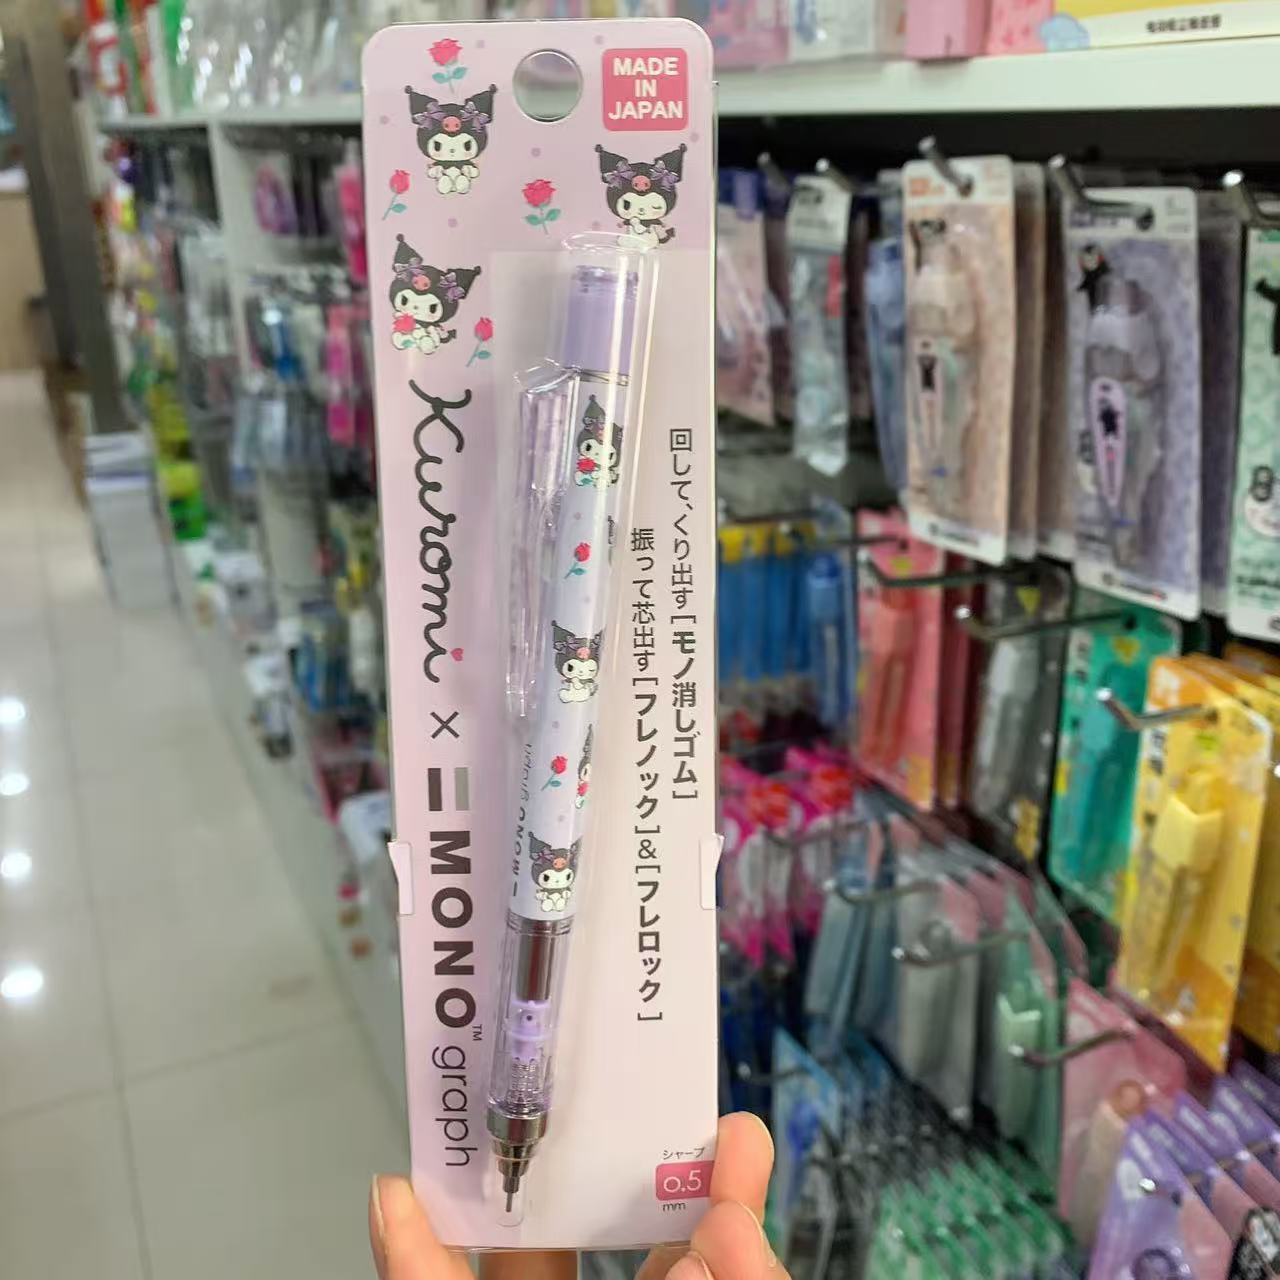 MADE
IN
JAPAN
Kuromi × MONO™ graph
回して、くり出す［モノ消しゴム］
振って芯出す［フレノック］&［フレロック］
MONO graph
シャープ
0.5
mm